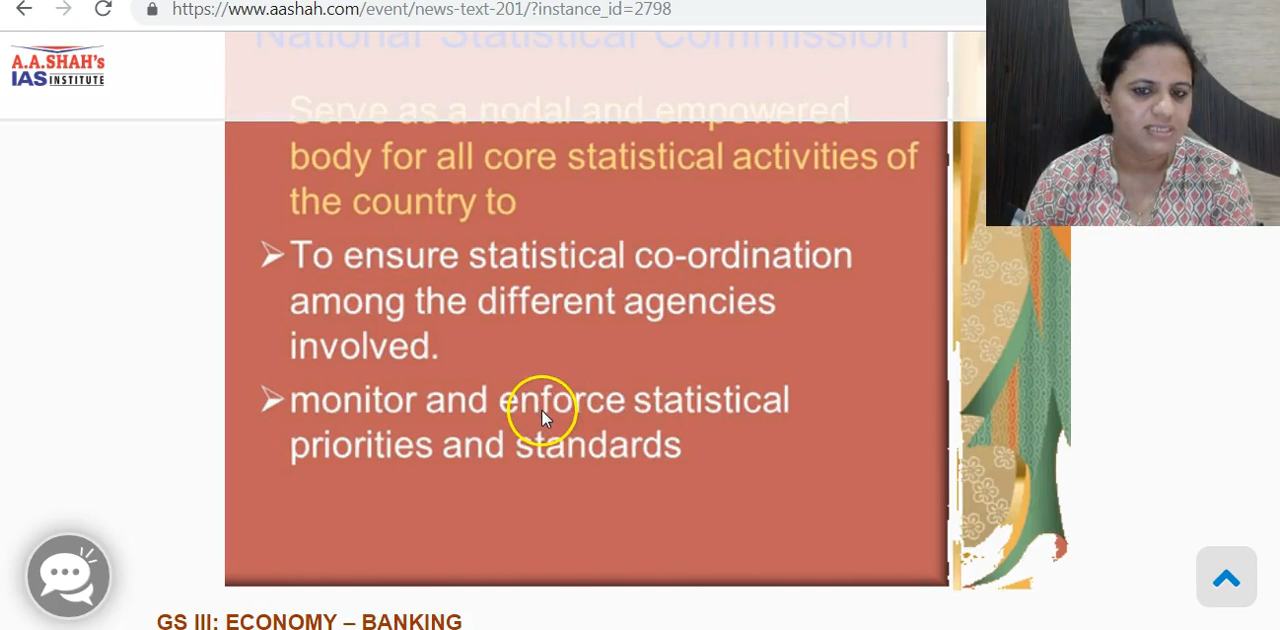 https://www.aashah.com/event/news-text-201/?instance_id=2798
National Statistical Commission
A.A.SHAH's
IAS INSTITUTE
Serve as a nodal and empowered
body for all core statistical activities of
the country to
➢To ensure statistical co-ordination
among the different agencies
involved.
➢monitor and enforce statistical
priorities and standards
GS III: ECONOMY – BANKING